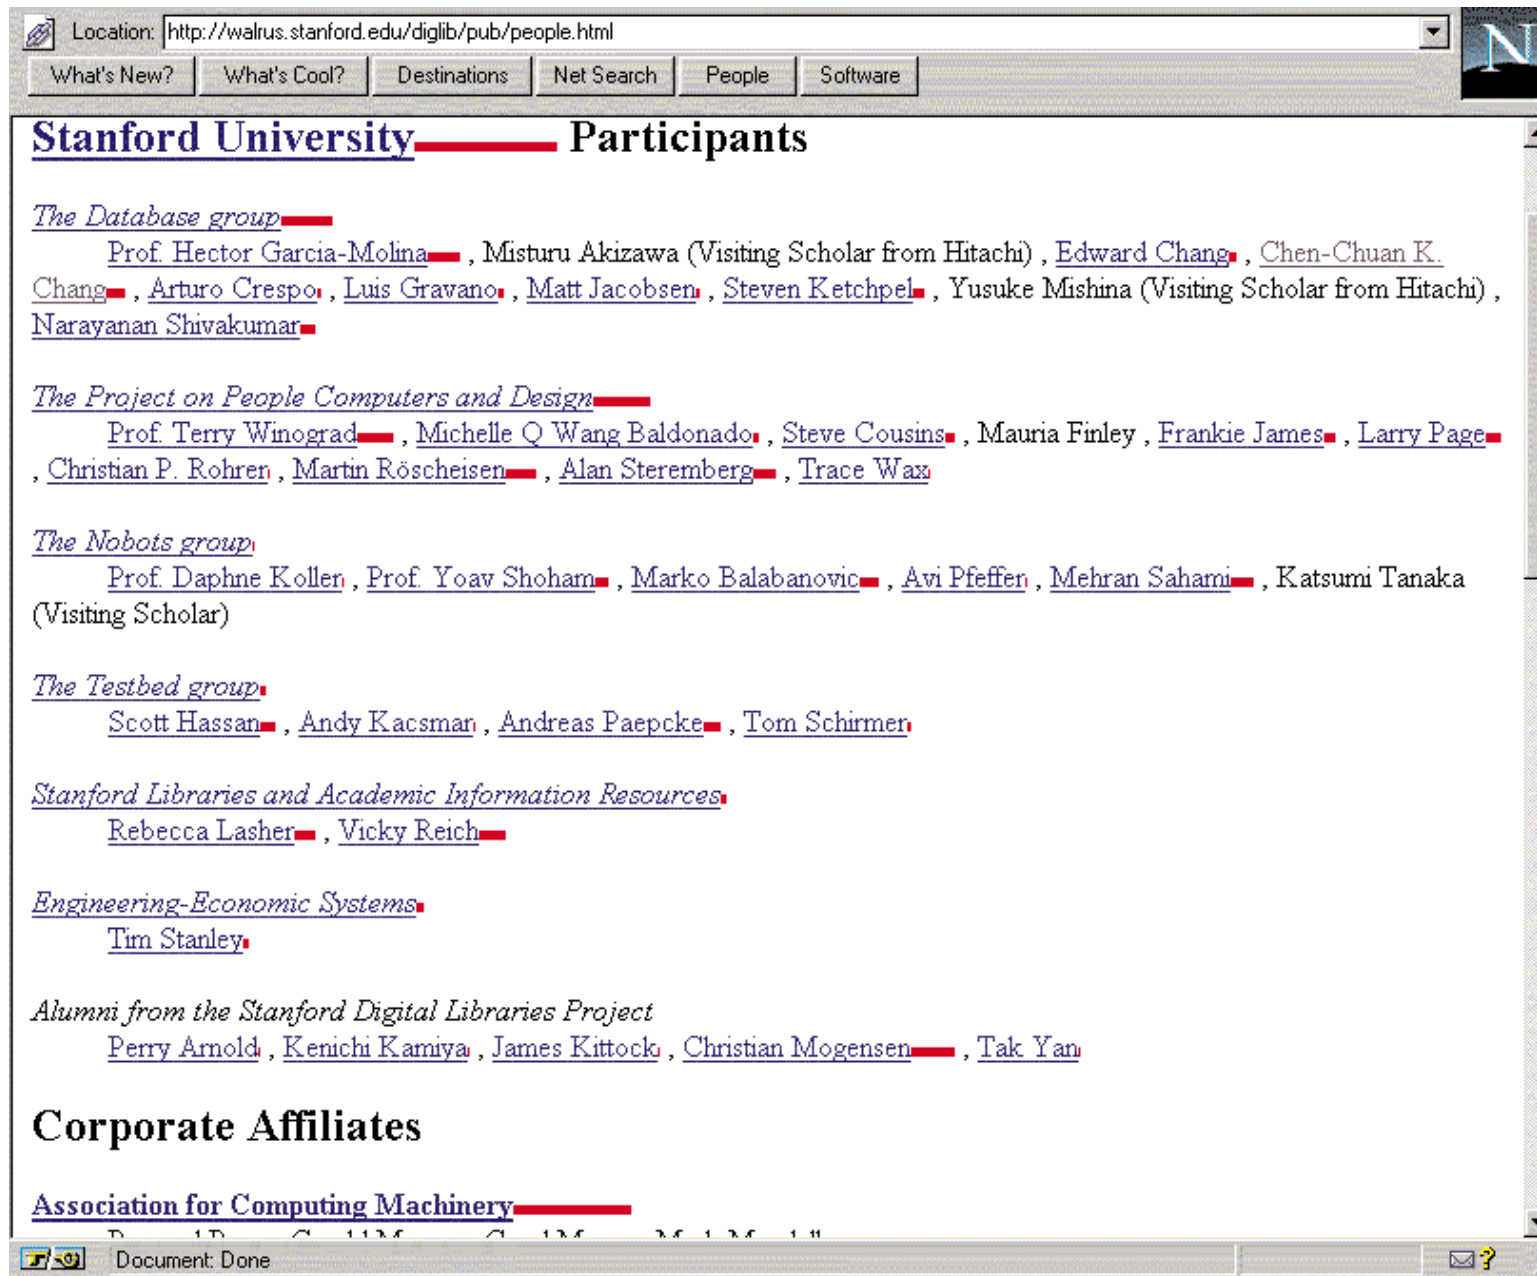 Location: http://walrus.stanford.edu/diglib/pub/people.html
N
What's New? What's Cool? Destinations Net Search People Software
Stanford University Participants
The Database group
Prof. Hector Garcia-Molina , Misturu Akizawa (Visiting Scholar from Hitachi) , Edward Chang , Chen-Chuan K.
Chang , Arturo Crespo , Luis Gravano , Matt Jacobsen , Steven Ketchpel , Yusuke Mishina (Visiting Scholar from Hitachi) ,
Narayanan Shivakumar
The Project on People Computers and Design
Prof. Terry Winograd , Michelle Q Wang Baldonado , Steve Cousins , Mauria Finley , Frankie James , Larry Page
, Christian P. Rohrer , Martin Röscheisen , Alan Steremberg , Trace Wax
The Nobots group
Prof. Daphne Koller , Prof. Yoav Shoham , Marko Balabanovic , Avi Pfeffer , Mehran Sahami , Katsumi Tanaka
(Visiting Scholar)
The Testbed group
Scott Hassan , Andy Kacsmar , Andreas Paepcke , Tom Schirmer
Stanford Libraries and Academic Information Resources
Rebecca Lasher , Vicky Reich
Engineering-Economic Systems
Tim Stanley
Alumni from the Stanford Digital Libraries Project
Perry Arnold , Kenichi Kamiya , James Kittock , Christian Mogensen , Tak Yan
Corporate Affiliates
Association for Computing Machinery
Document: Done
?